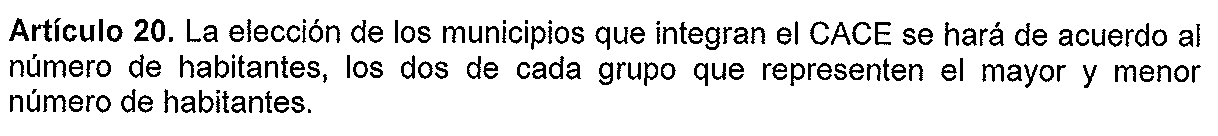 Artículo 20. La elección de los municipios que integran el CACE se hará de acuerdo al
número de habitantes, los dos de cada grupo que representen el mayor y menor
número de habitantes.